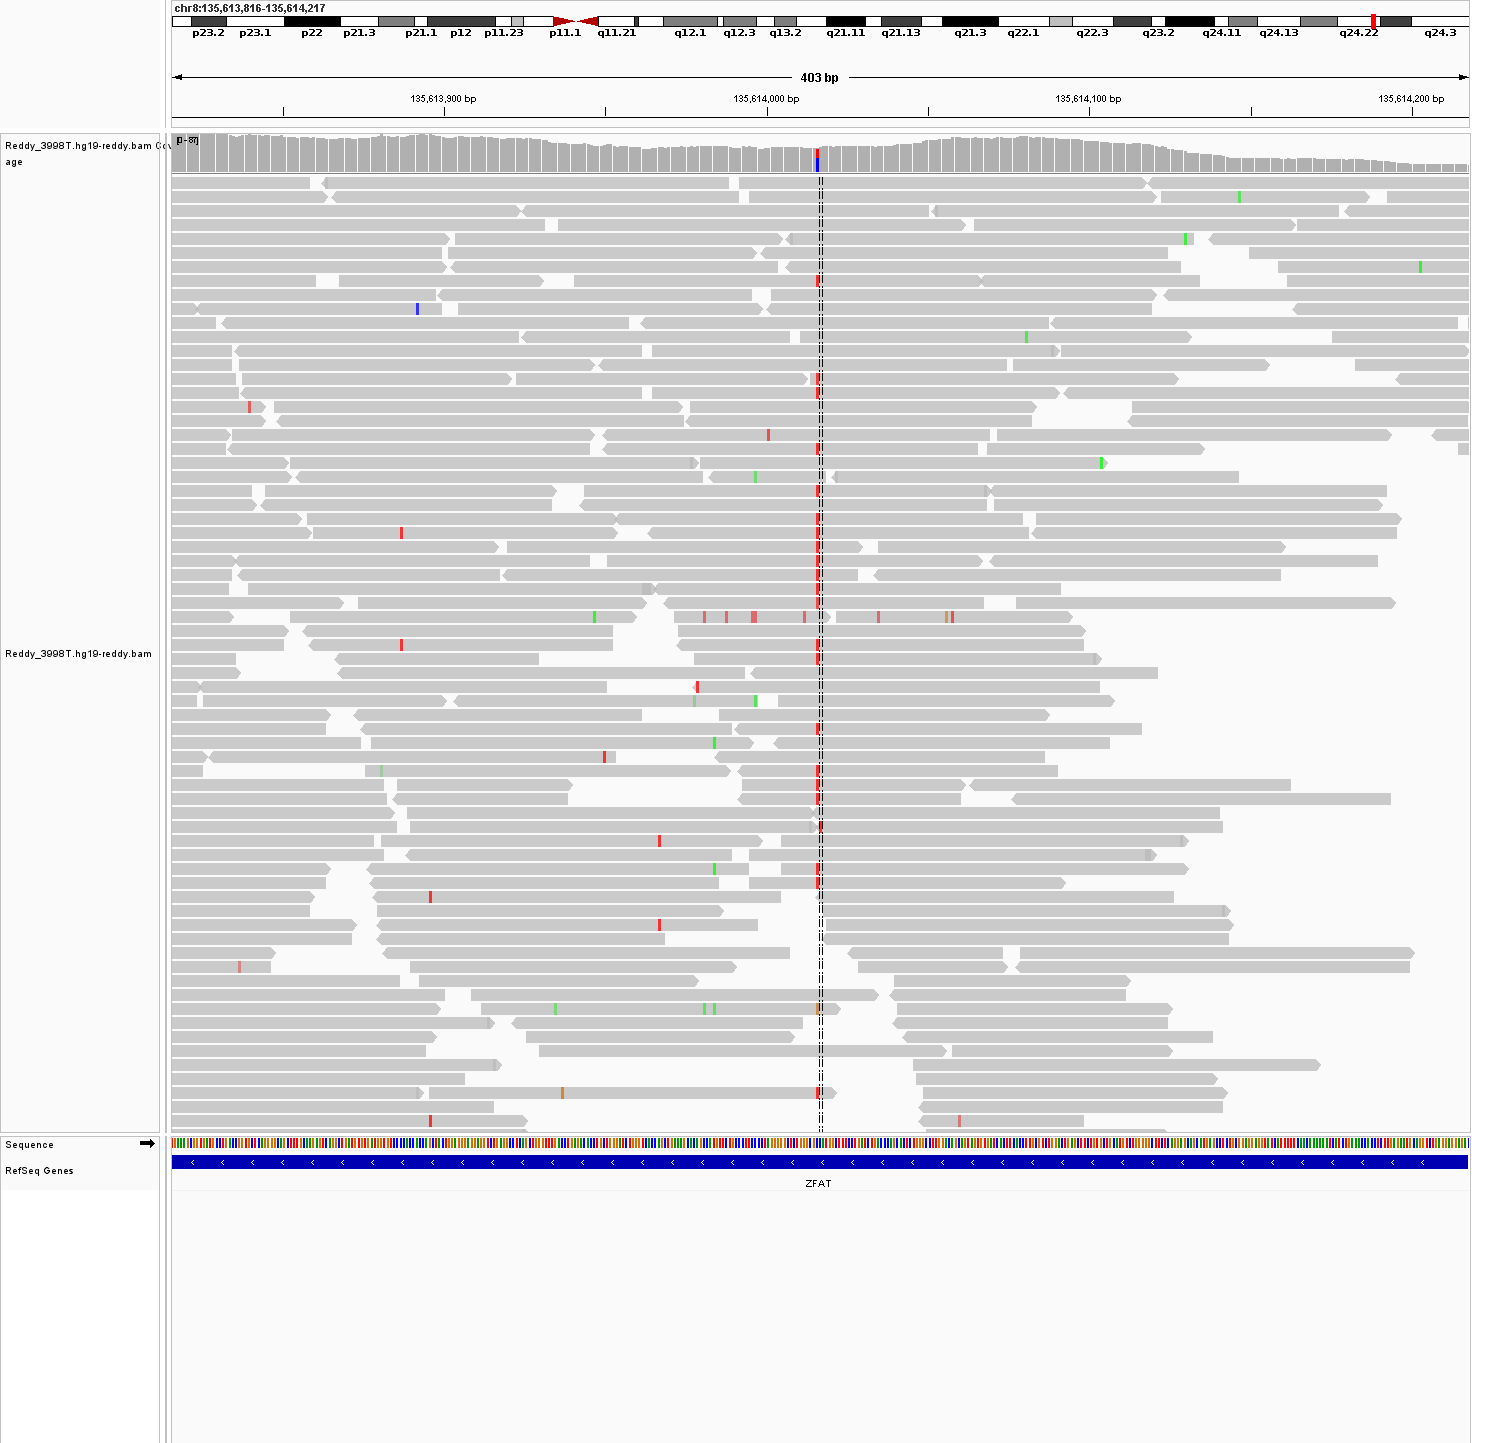 chr8:135,613,816-135,614,217
p23.2 p23.1 p22 p21.3 p21.1 p12 p11.23 p11.1 q11.21 q12.1 q12.3 q13.2 q21.11 q21.13 q21.3 q22.1 q22.3 q23.2 q24.11 q24.13 q24.22 q24.3
403 bp
135,613,900 bp 135,614,000 bp 135,614,100 bp 135,614,200 bp
[0 - 87]
Reddy_3998T.hg19-reddy.bam Cov
age
Reddy_3998T.hg19-reddy.bam
Sequence
RefSeq Genes
ZFAT